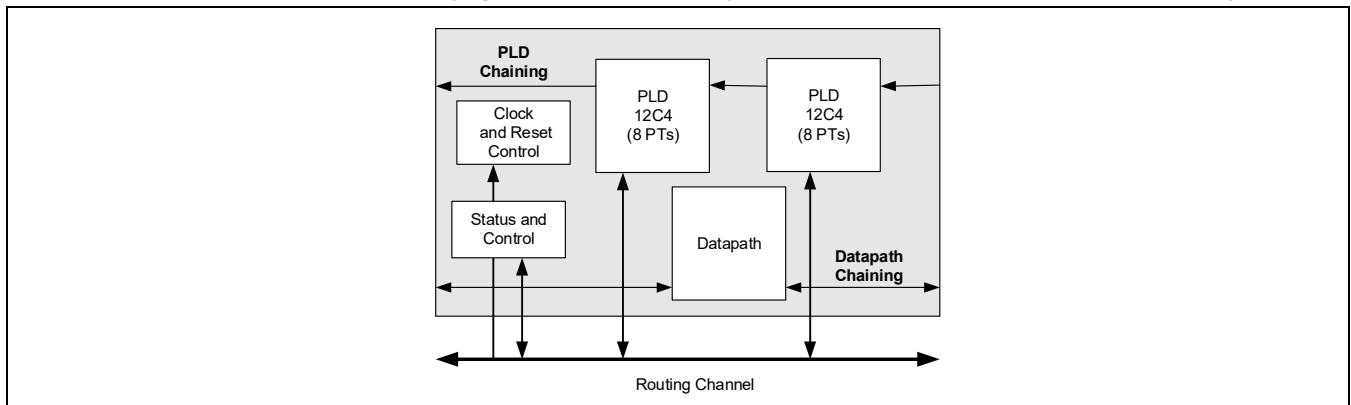 PLD
Chaining
PLD
12C4
(8 PTs)
PLD
12C4
(8 PTs)
Clock
and Reset
Control
Status and
Control
Datapath
Datapath
Chaining
Routing Channel